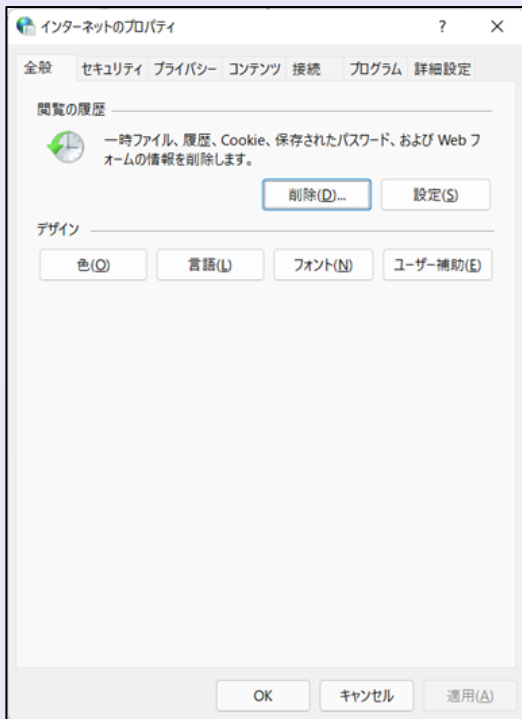 インターネットのプロパティ
? ×
全般 セキュリティ プライバシー コンテンツ 接続 プログラム 詳細設定
閲覧の履歴
一時ファイル、履歴、Cookie、保存されたパスワード、および Web フ
ォームの情報を削除します。
削除(D)... 設定(S)
デザイン
色(O) 言語(L) フォント(N) ユーザー補助(E)
OK キャンセル 適用(A)